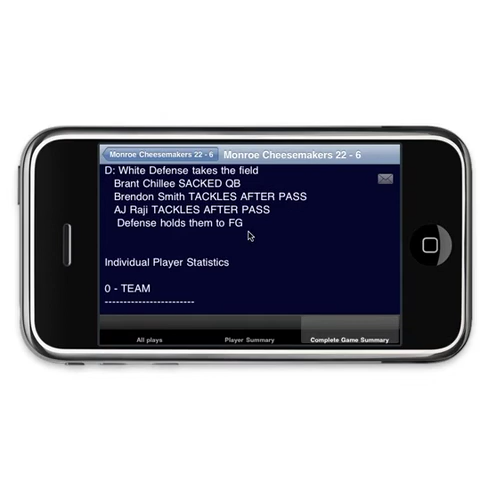 Monroe Cheesemakers 22 - 6
Monroe Cheesemakers 22 - 6
D: White Defense takes the field
Brant Chillee SACKED QB
Brendon Smith TACKLES AFTER PASS
AJ Raji TACKLES AFTER PASS
Defense holds them to FG
Individual Player Statistics
0 - TEAM
------------------------
All plays
Player Summary
Complete Game Summary